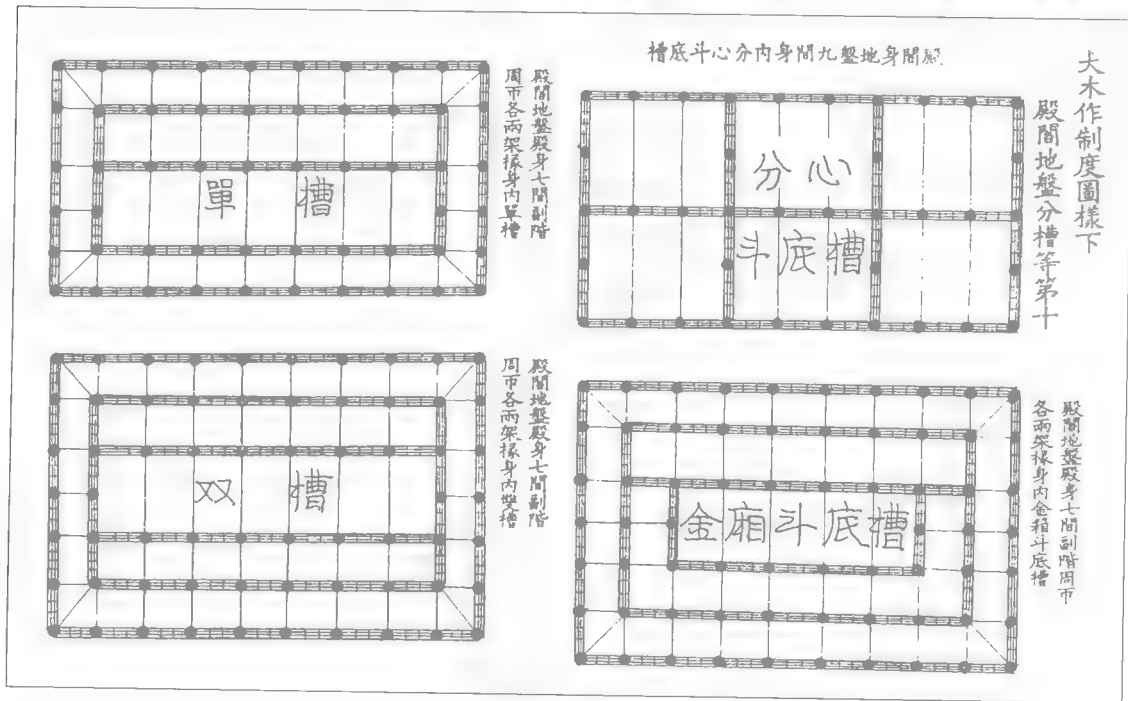 大木作制度圖樣下
殿閣地盤分槽等第十
殿閣身地盤九間身內分心斗底槽
分心
斗底槽
殿閣地盤殿身七間副階周帀
各兩架椽身內金箱斗底槽
金廂斗底槽
殿閣地盤殿身七間副階
周帀各兩架椽身內單槽
單槽
殿閣地盤殿身七間副階
周帀各兩架椽身內雙槽
双槽